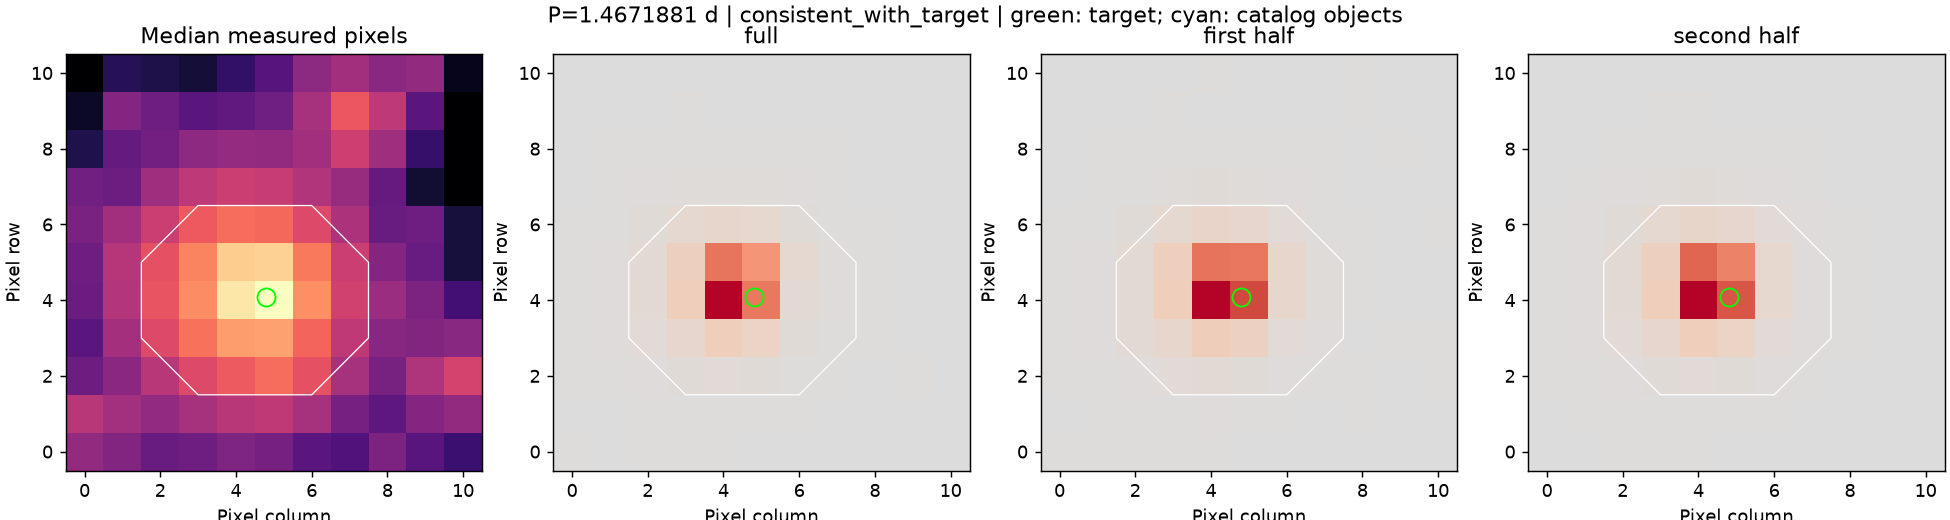 P=1.4671881 d | consistent_with_target | green: target; cyan: catalog objects
Median measured pixels
full
first half
second half
Pixel row
10
8
6
4
2
0
0 2 4 6 8 10
Pixel column
Pixel row
10
8
6
4
2
0
0 2 4 6 8 10
Pixel column
Pixel row
10
8
6
4
2
0
0 2 4 6 8 10
Pixel column
Pixel row
10
8
6
4
2
0
0 2 4 6 8 10
Pixel column